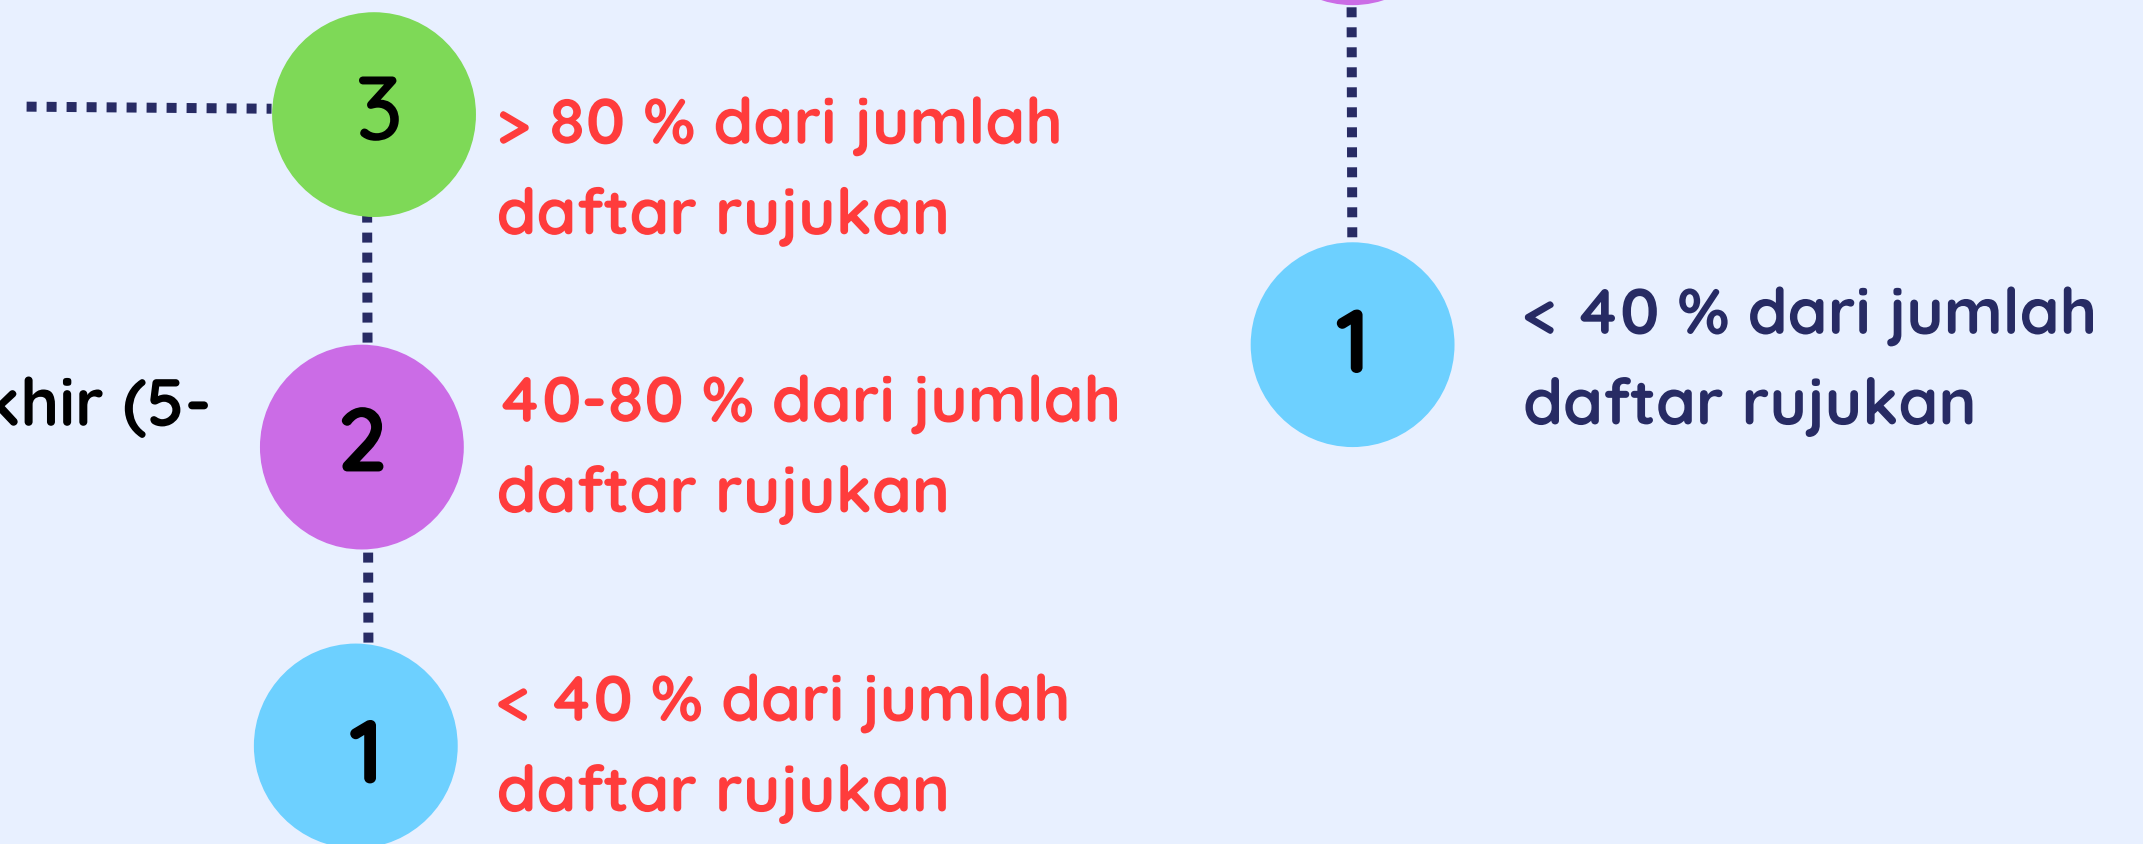 3
> 80 % dari jumlah
daftar rujukan
(5-
2
40-80 % dari jumlah
daftar rujukan
1
< 40 % dari jumlah
daftar rujukan
1
< 40 % dari jumlah
daftar rujukan